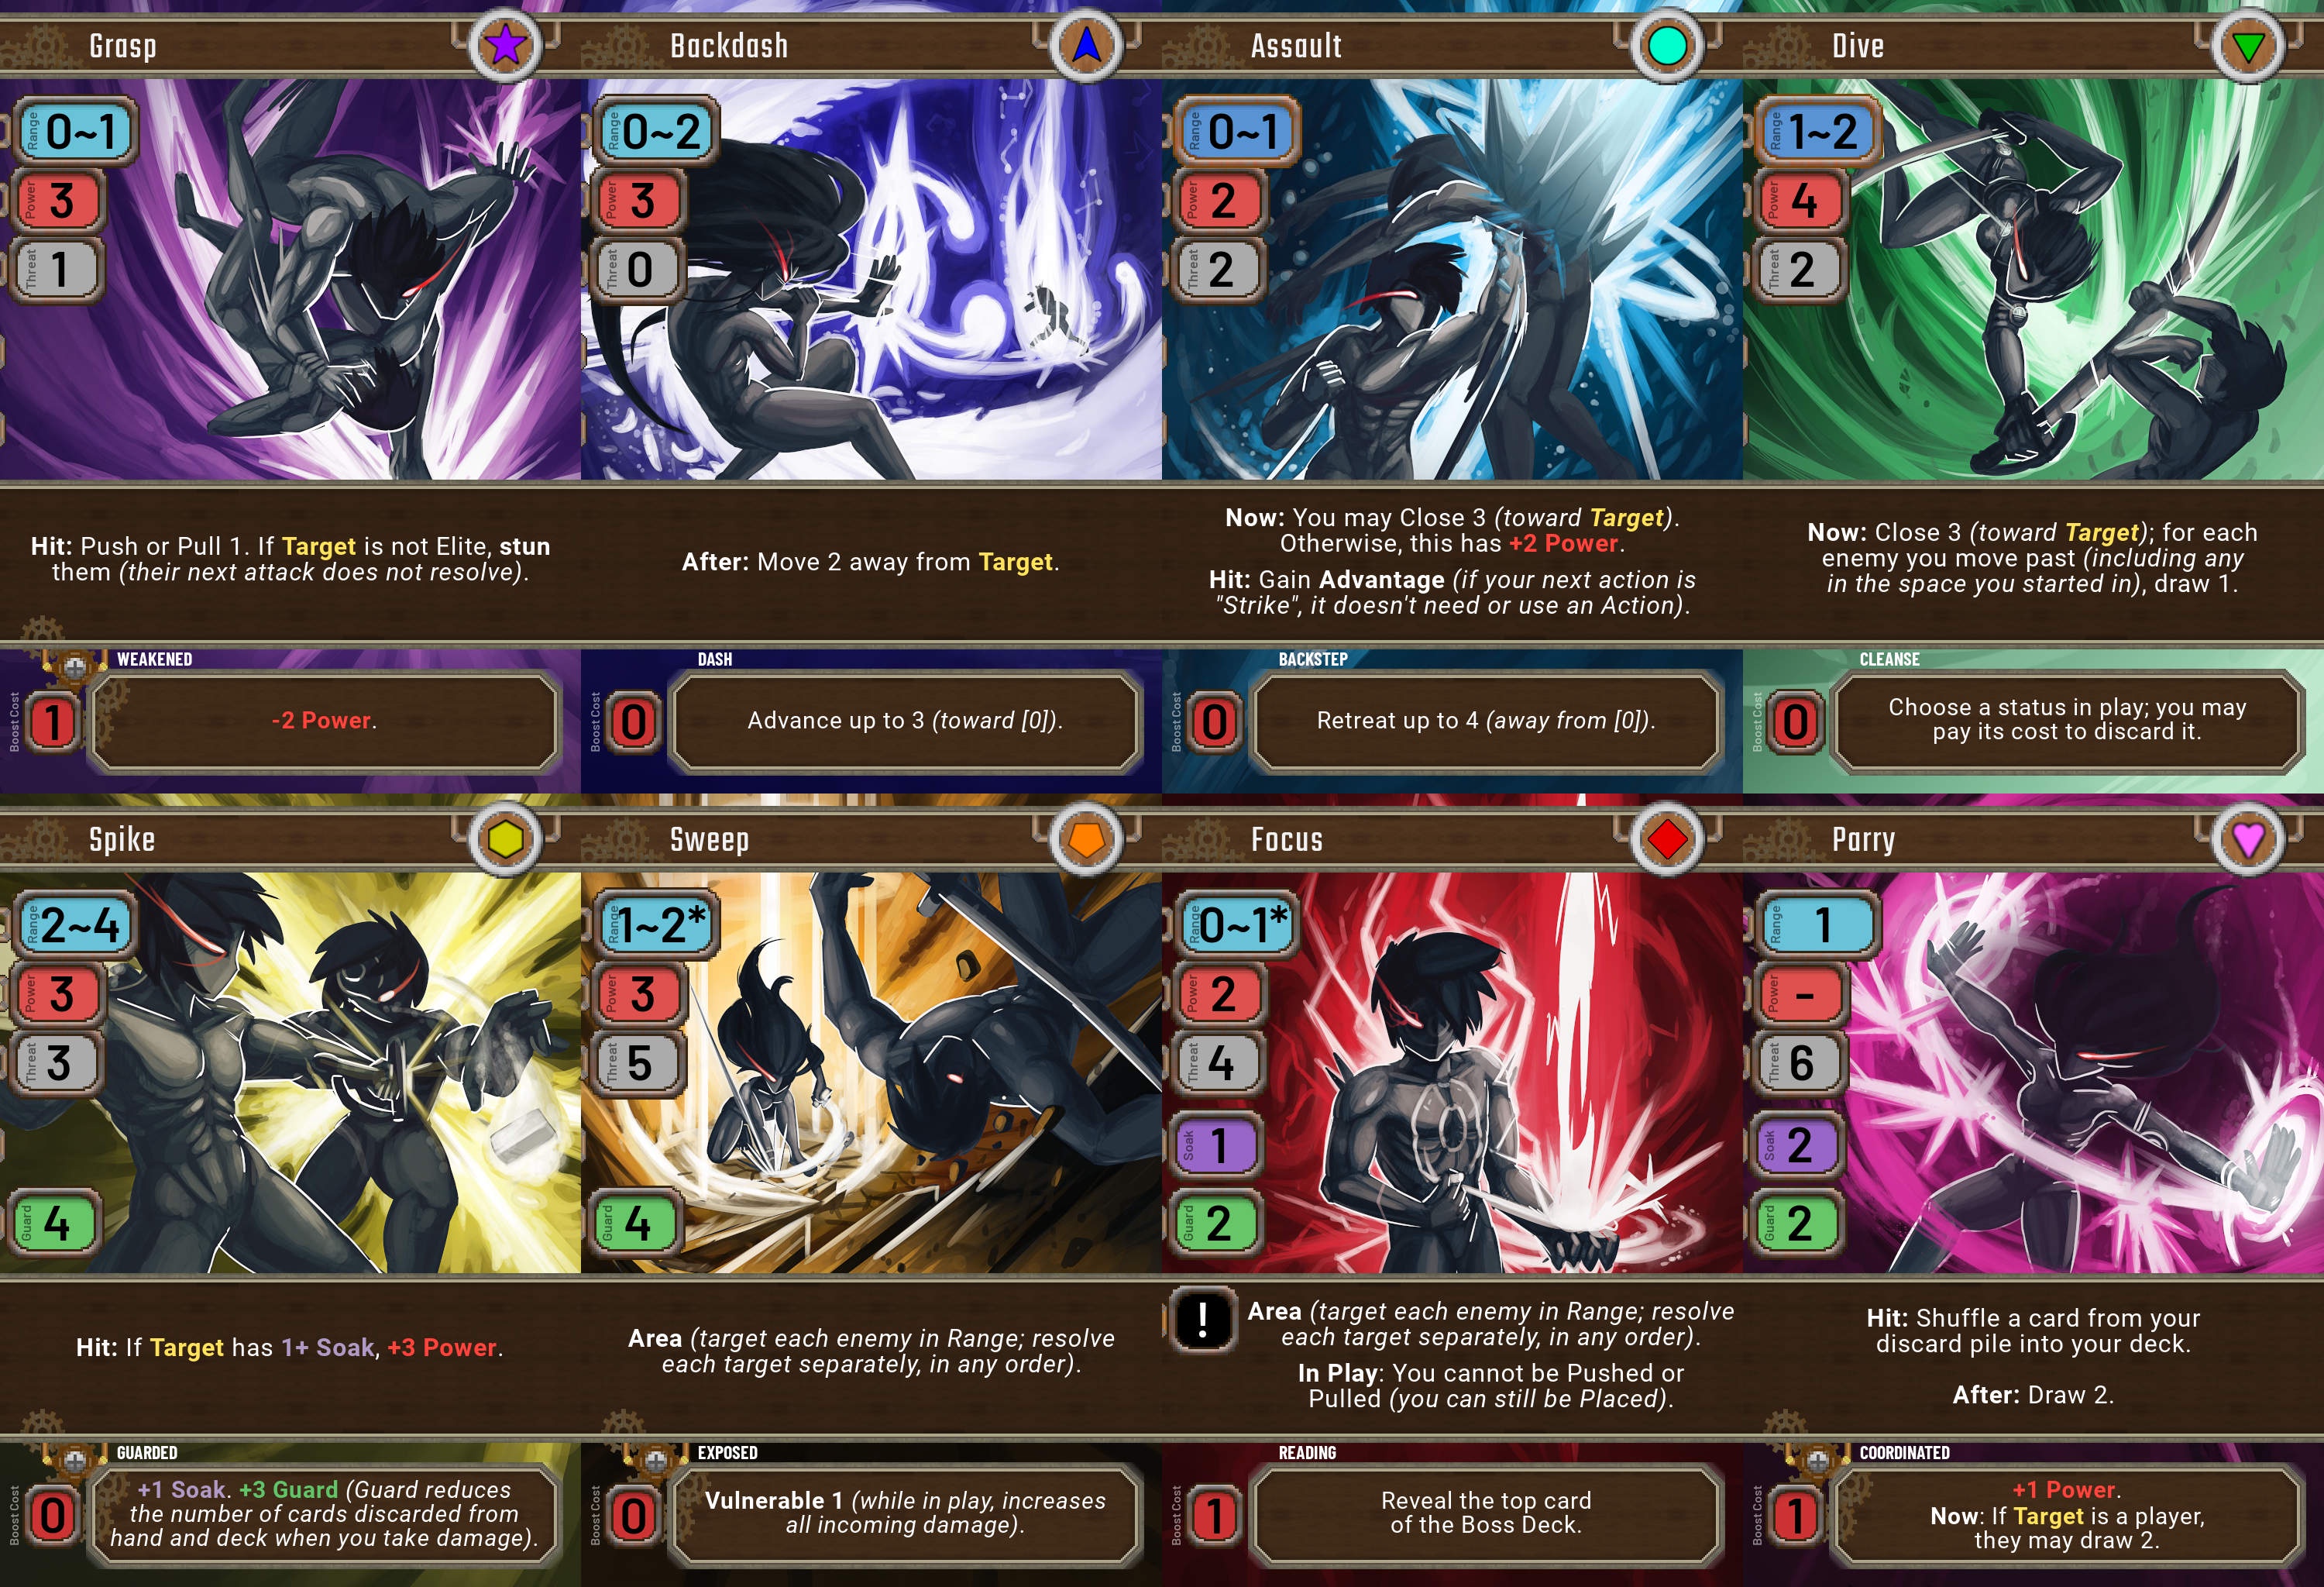 Grasp
Range 0~1
Power 3
Threat 1
Hit: Push or Pull 1. If Target is not Elite, stun
them (their next attack does not resolve).
WEAKENED
Boost Cost 1
-2 Power.
Backdash
Range 0~2
Power 3
Threat 0
After: Move 2 away from Target.
DASH
Boost Cost 0
Advance up to 3 (toward [0]).
Assault
Range 0~1
Power 2
Threat 2
Now: You may Close 3 (toward Target).
Otherwise, this has +2 Power.
Hit: Gain Advantage (if your next action is
"Strike", it doesn't need or use an Action).
BACKSTEP
Boost Cost 0
Retreat up to 4 (away from [0]).
Dive
Range 1~2
Power 4
Threat 2
Now: Close 3 (toward Target); for each
enemy you move past (including any
in the space you started in), draw 1.
CLEANSE
Boost Cost 0
Choose a status in play; you may
pay its cost to discard it.
Spike
Range 2~4
Power 3
Threat 3
Guard 4
Hit: If Target has 1+ Soak, +3 Power.
GUARDED
Boost Cost 0
+1 Soak. +3 Guard (Guard reduces
the number of cards discarded from
hand and deck when you take damage).
Sweep
Range 1~2*
Power 3
Threat 5
Guard 4
Area (target each enemy in Range; resolve
each target separately, in any order).
EXPOSED
Boost Cost 0
Vulnerable 1 (while in play, increases
all incoming damage).
Focus
Range 0~1*
Power 2
Threat 4
Soak 1
Guard 2
!
Area (target each enemy in Range; resolve
each target separately, in any order).
In Play: You cannot be Pushed or
Pulled (you can still be Placed).
READING
Boost Cost 1
Reveal the top card
of the Boss Deck.
Parry
Range 1
Power -
Threat 6
Soak 2
Guard 2
Hit: Shuffle a card from your
discard pile into your deck.
After: Draw 2.
COORDINATED
Boost Cost 1
+1 Power.
Now: If Target is a player,
they may draw 2.